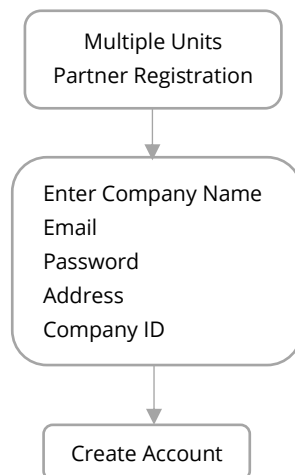 Multiple Units
Partner Registration
Enter Company Name
Email
Password
Address
Company ID
Create Account